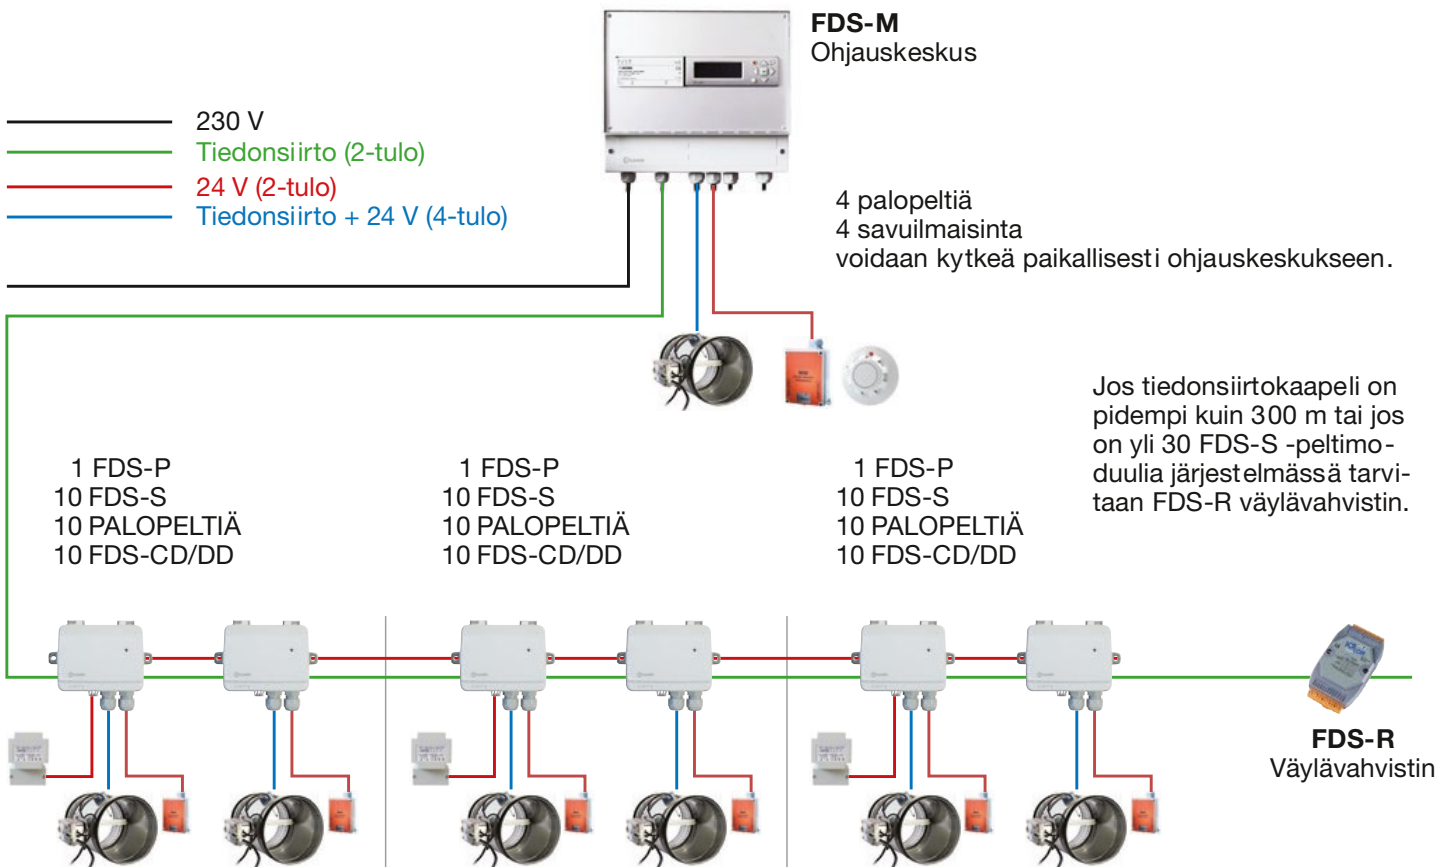 FDS-M
Ohjauskeskus
230 V
Tiedonsiirto (2-tulo)
24 V (2-tulo)
Tiedonsiirto + 24 V (4-tulo)
4 palopeltiä
4 savuilmaisinta
voidaan kytkeä paikallisesti ohjauskeskukseen.
Jos tiedonsiirtokaapeli on
pidempi kuin 300 m tai jos
on yli 30 FDS-S -peltimo-
duulia järjestelmässä tarvi-
taan FDS-R väylävahvistin.
1 FDS-P
10 FDS-S
10 PALOPELTIÄ
10 FDS-CD/DD
1 FDS-P
10 FDS-S
10 PALOPELTIÄ
10 FDS-CD/DD
1 FDS-P
10 FDS-S
10 PALOPELTIÄ
10 FDS-CD/DD
FDS-R
Väylävahvistin